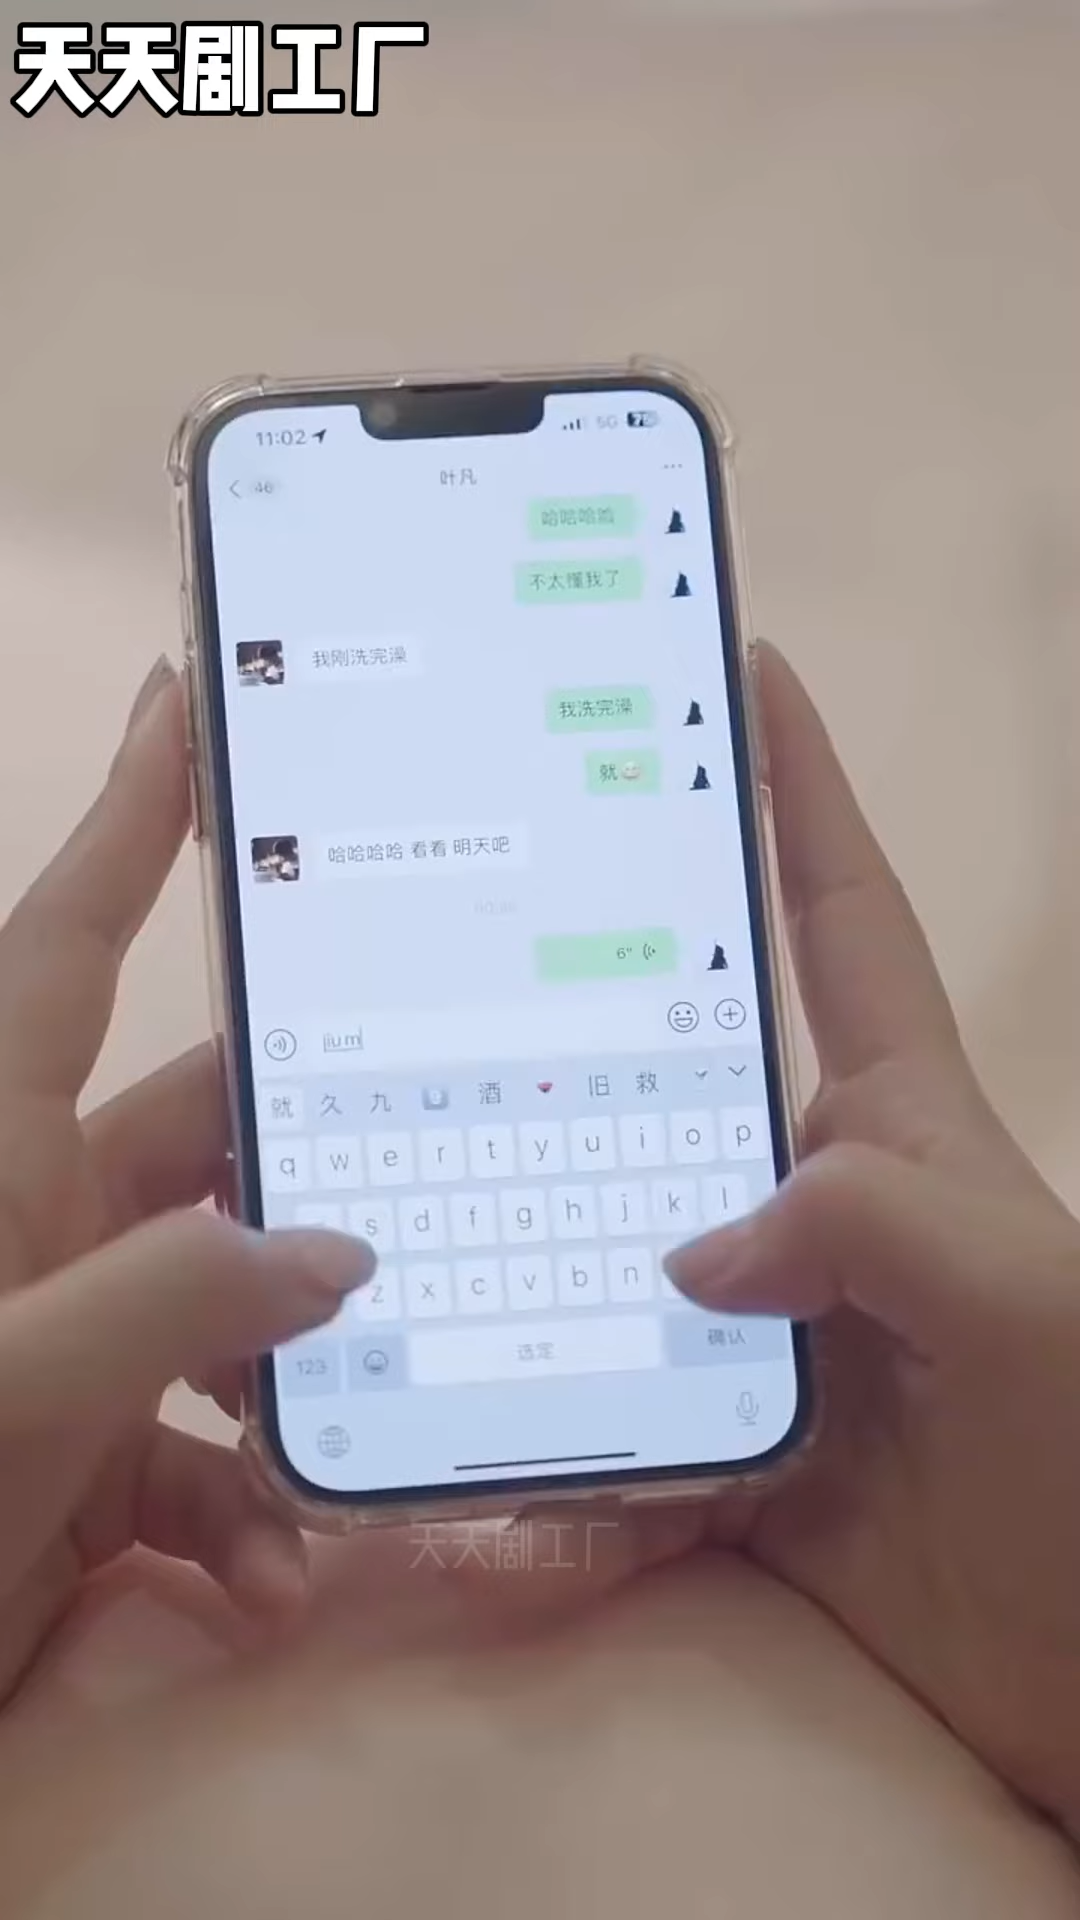 天天剧工厂
11:02
5G
46
叶凡
哈哈哈哈
不太懂我了
我刚洗完澡
我洗完澡
就
哈哈哈哈 看看 明天吧
6"
jiu m
就 久 九 酒 旧 救
q w e r t y u i o p
s d f g h j k l
z x c v b n
123
选定
确认
天天剧工厂